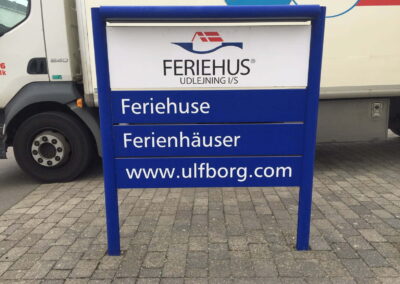 FERIEHUS®
UDLEJNING I/S
Feriehuse
Ferienhäuser
www.ulfborg.com